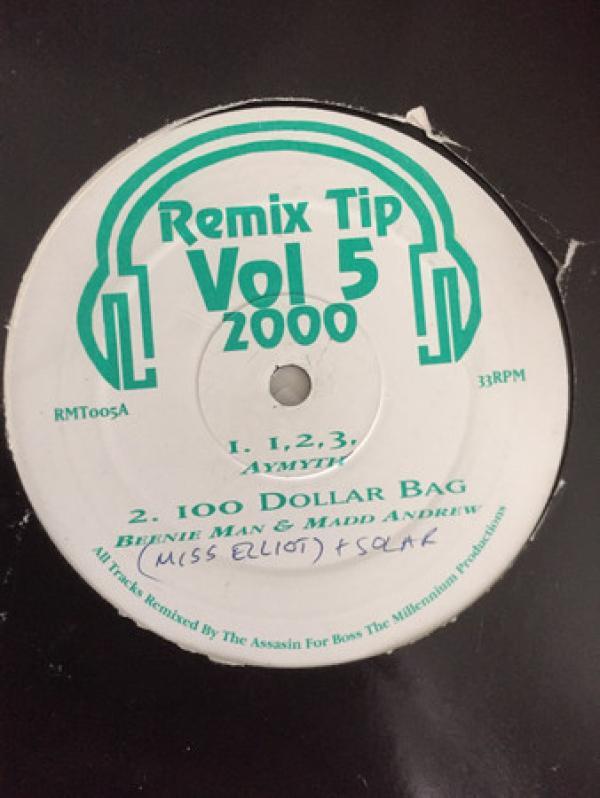 Remix Tip
Vol 5
2000
RMT005A
33RPM
1. 1,2,3,
AYMYTH
2. 100 DOLLAR BAG
BEENIE MAN & MADD ANDREW
(MISS ELLIOT) + SOLAR
All Tracks Remixed By The Assasin For Boss The Millennium Productions